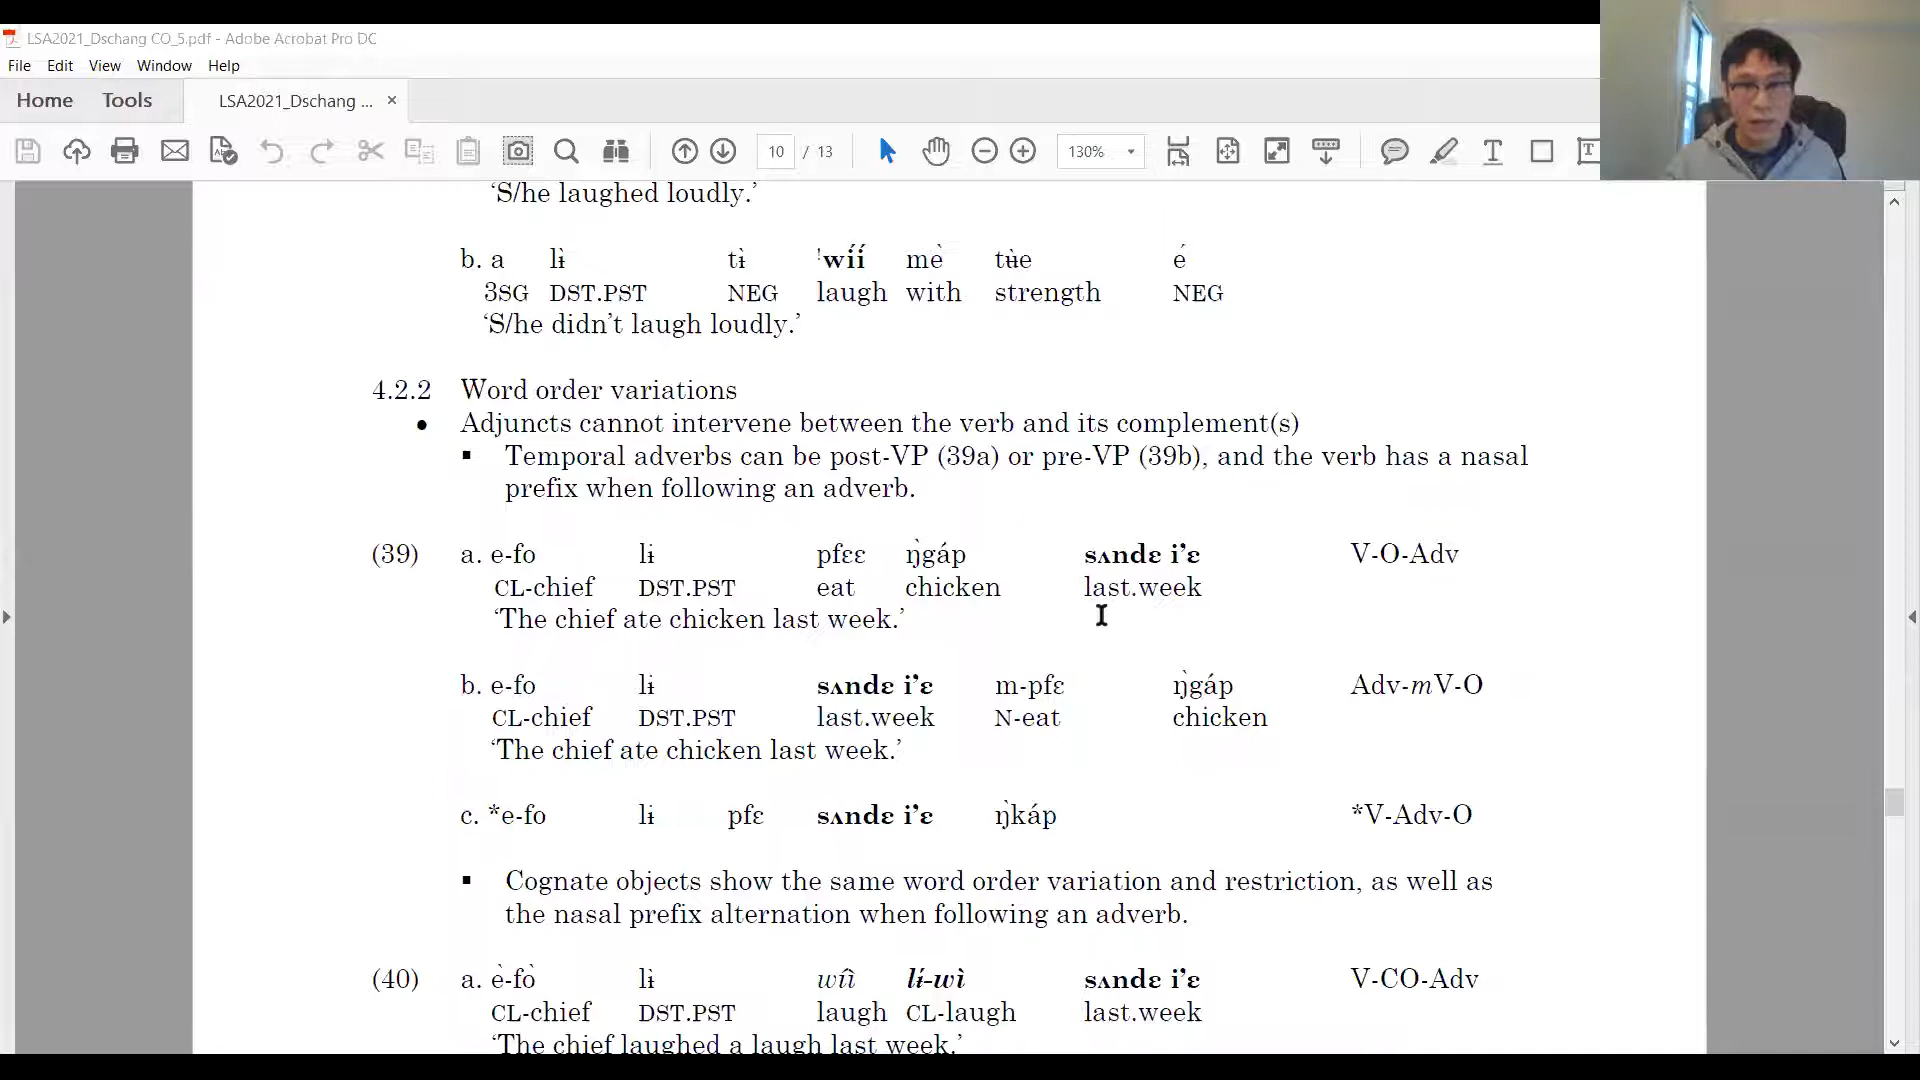 LSA2021_Dschang CO_5.pdf - Adobe Acrobat Pro DC
File Edit View Window Help
Home Tools LSA2021_Dschang ... ×
10 / 13 130%
‘S/he laughed loudly.’
b. a lɨ̀ tɨ̀ ꜝwíí mè tʉ̀e é
3SG DST.PST NEG laugh with strength NEG
‘S/he didn’t laugh loudly.’
4.2.2 Word order variations
• Adjuncts cannot intervene between the verb and its complement(s)
▪ Temporal adverbs can be post-VP (39a) or pre-VP (39b), and the verb has a nasal
prefix when following an adverb.
(39) a. e-fo lɨ pfɛɛ ŋ̀gáp sʌndɛ i’ɛ V-O-Adv
CL-chief DST.PST eat chicken last.week
‘The chief ate chicken last week.’
b. e-fo lɨ sʌndɛ i’ɛ m-pfɛ ŋ̀gáp Adv-mV-O
CL-chief DST.PST last.week N-eat chicken
‘The chief ate chicken last week.’
c. *e-fo lɨ pfɛ sʌndɛ i’ɛ ŋ̀káp *V-Adv-O
▪ Cognate objects show the same word order variation and restriction, as well as
the nasal prefix alternation when following an adverb.
(40) a. è-fò lɨ̀ wíì lɨ́-wì sʌndɛ i’ɛ V-CO-Adv
CL-chief DST.PST laugh CL-laugh last.week
‘The chief laughed a laugh last week.’